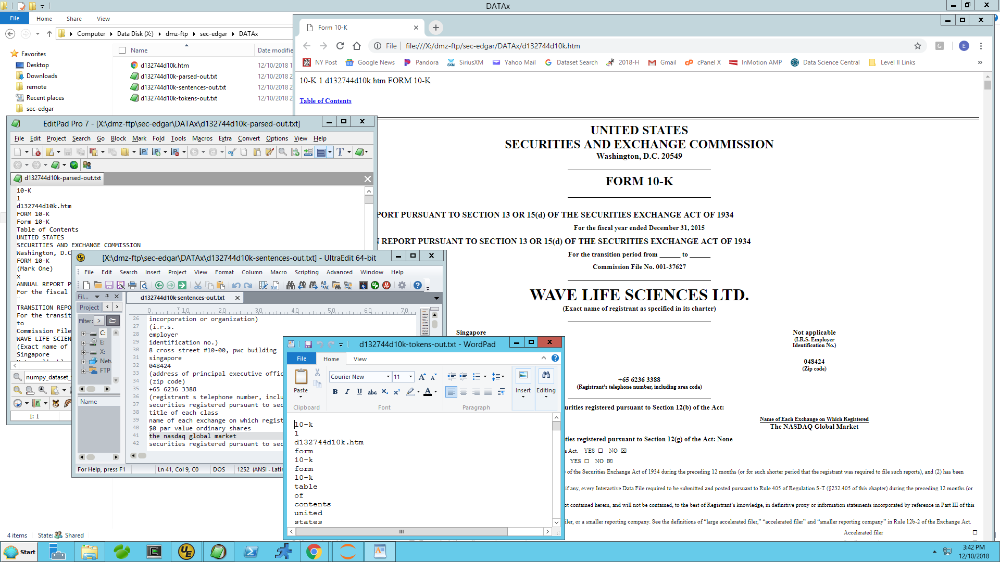 DATAx
File Home Share View
Computer Data Disk (X:) dmz-ftp sec-edgar DATAx
Favorites
Desktop
Downloads
remote
Recent places
sec-edgar
Name Date modifie
d132744d10k.htm 12/10/2018 1
d132744d10k-parsed-out.txt 12/10/2018 2
d132744d10k-sentences-out.txt 12/10/2018 2
d132744d10k-tokens-out.txt 12/10/2018 2
4 items State: Shared
Form 10-K
File file:///X:/dmz-ftp/sec-edgar/DATAx/d132744d10k.htm
G E
NY Post Google News Pandora SiriusXM Yahoo Mail Dataset Search 2018-H Gmail cPanel X InMotion AMP Data Science Central Level II Links »
10-K 1 d132744d10k.htm FORM 10-K
Table of Contents
UNITED STATES
SECURITIES AND EXCHANGE COMMISSION
Washington, D.C. 20549
FORM 10-K
PORT PURSUANT TO SECTION 13 OR 15(d) OF THE SECURITIES EXCHANGE ACT OF 1934
For the fiscal year ended December 31, 2015
N REPORT PURSUANT TO SECTION 13 OR 15(d) OF THE SECURITIES EXCHANGE ACT OF 1934
For the transition period from ______ to ______
Commission File No. 001-37627
WAVE LIFE SCIENCES LTD.
(Exact name of registrant as specified in its charter)
Singapore Not applicable
(I.R.S. Employer
Identification No.)
048424
(Zip code)
+65 6236 3388
(Registrant’s telephone number, including area code)
urities registered pursuant to Section 12(b) of the Act:
Name of Each Exchange on Which Registered
The NASDAQ Global Market
ties registered pursuant to Section 12(g) of the Act: None
s Act. YES ☐ NO ☒
YES ☐ NO ☒
) of the Securities Exchange Act of 1934 during the preceding 12 months (or for such shorter period that the registrant was required to file such reports), and (2) has been
if any, every Interactive Data File required to be submitted and posted pursuant to Rule 405 of Regulation S-T (§232.405 of this chapter) during the preceding 12 months (or
ot contained herein, and will not be contained, to the best of Registrant’s knowledge, in definitive proxy or information statements incorporated by reference in Part III of this
iler, or a smaller reporting company. See the definitions of “large accelerated filer,” “accelerated filer” and “smaller reporting company” in Rule 12b-2 of the Exchange Act.
Accelerated filer ☐
EditPad Pro 7 - [X:\dmz-ftp\sec-edgar\DATAx\d132744d10k-parsed-out.txt]
File Edit Project Search Go Block Mark Fold Tools Macros Extra Convert Options View Help
d132744d10k-parsed-out.txt
10-K
1
d132744d10k.htm
FORM 10-K
Form 10-K
Table of Contents
UNITED STATES
SECURITIES AND EXCHANGE COMMISSION
Washington, D.C
FORM 10-K
(Mark One)
x
ANNUAL REPORT P
For the fiscal
¨
TRANSITION REPO
For the transit
to
Commission File
WAVE LIFE SCIEN
(Exact name of
Singapore
numpy_dataset_
1: 1
[X:\dmz-ftp\sec-edgar\DATAx\d132744d10k-sentences-out.txt] - UltraEdit 64-bit
File Edit Search Insert Project View Format Column Macro Scripting Advanced Window Help
Fil...
Project
Filter:
C:
E:
X:
Netv
FTP
Name
d132744d10k-sentences-out.txt
0 1,0 2,0 3,0 4,0 5,0 6,0 7,0
26 incorporation or organization)
27 (i.r.s.
28 employer
29 identification no.)
30 8 cross street #10-00, pwc building
31 singapore
32 048424
33 (address of principal executive offic
34 (zip code)
35 +65 6236 3388
36 (registrant s telephone number, inclu
37 securities registered pursuant to sec
38 title of each class
39 name of each exchange on which regist
40 $0 par value ordinary shares
41 the nasdaq global market
42 securities registered pursuant to sec
For Help, press F1 Ln 41, Col 9, C0 DOS 1252 (ANSI - Latin
d132744d10k-tokens-out.txt - WordPad
File Home View
Paste
Courier New 11
B I U abc X₂ X² A
Insert Editing
Clipboard Font Paragraph
10-k
1
d132744d10k.htm
form
10-k
form
10-k
table
of
contents
united
states
Start
3:42 PM
12/10/2018